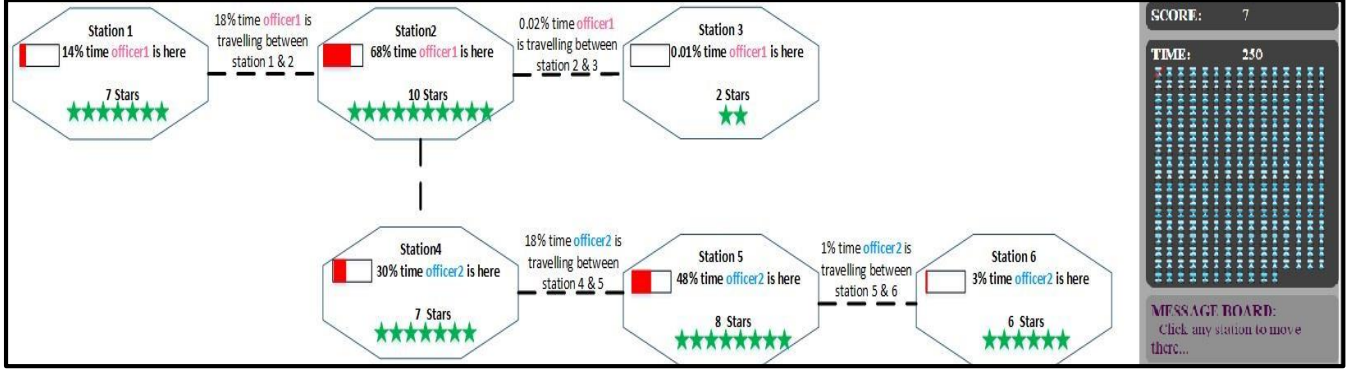 Station 1
14% time officer1 is here
7 Stars
18% time officer1 is
travelling between
station 1 & 2
Station2
68% time officer1 is here
10 Stars
0.02% time officer1
is travelling between
station 2 & 3
Station 3
0.01% time officer1 is here
2 Stars
Station4
30% time officer2 is here
7 Stars
18% time officer2 is
travelling between
station 4 & 5
Station 5
48% time officer2 is here
8 Stars
1% time officer2 is
travelling between
station 5 & 6
Station 6
3% time officer2 is here
6 Stars
SCORE: 7
TIME: 250
MESSAGE BOARD:
Click any station to move
there...